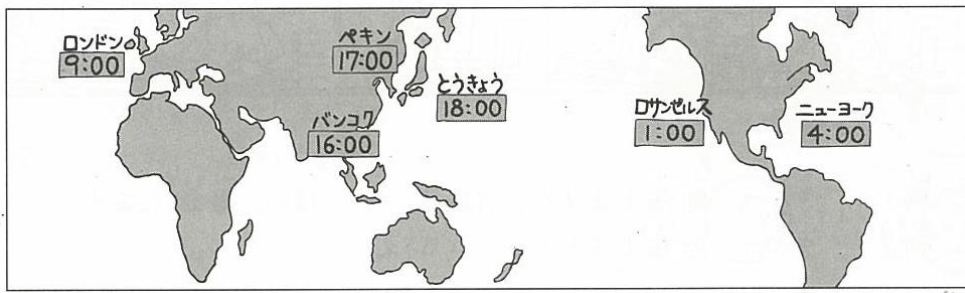 ロンドン
9:00
ペキン
17:00
とうきょう
18:00
バンコク
16:00
ロサンゼルス
1:00
ニューヨーク
4:00